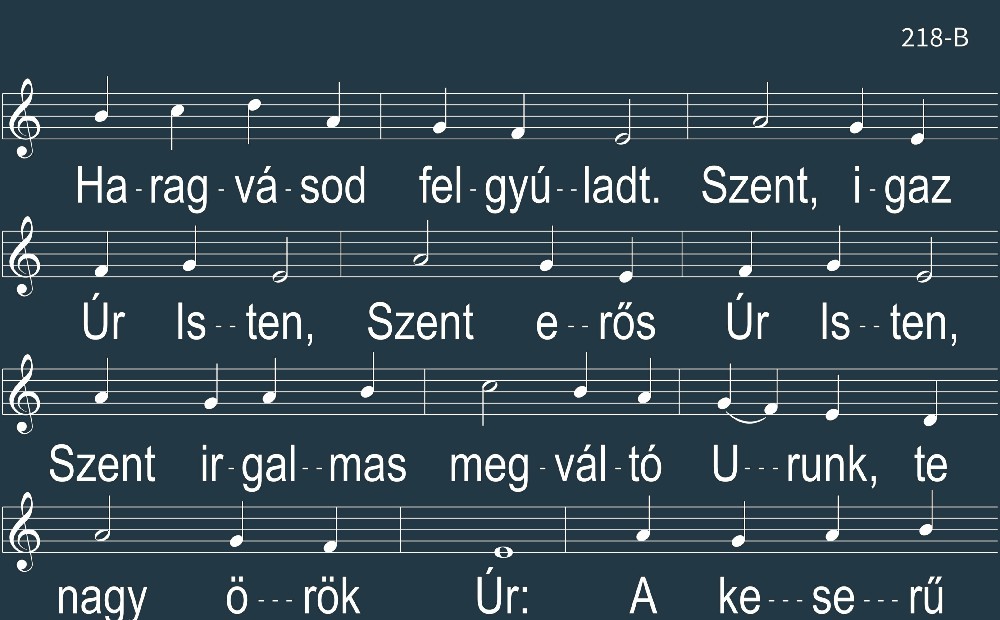 218-B
Ha-rag-vá-sod fel-gyú--ladt. Szent, i-gaz
Úr Is--ten, Szent e--rős Úr Is--ten,
Szent ir-gal--mas meg-vál-tó U---runk, te
nagy ö---rök Úr: A ke---se---rű